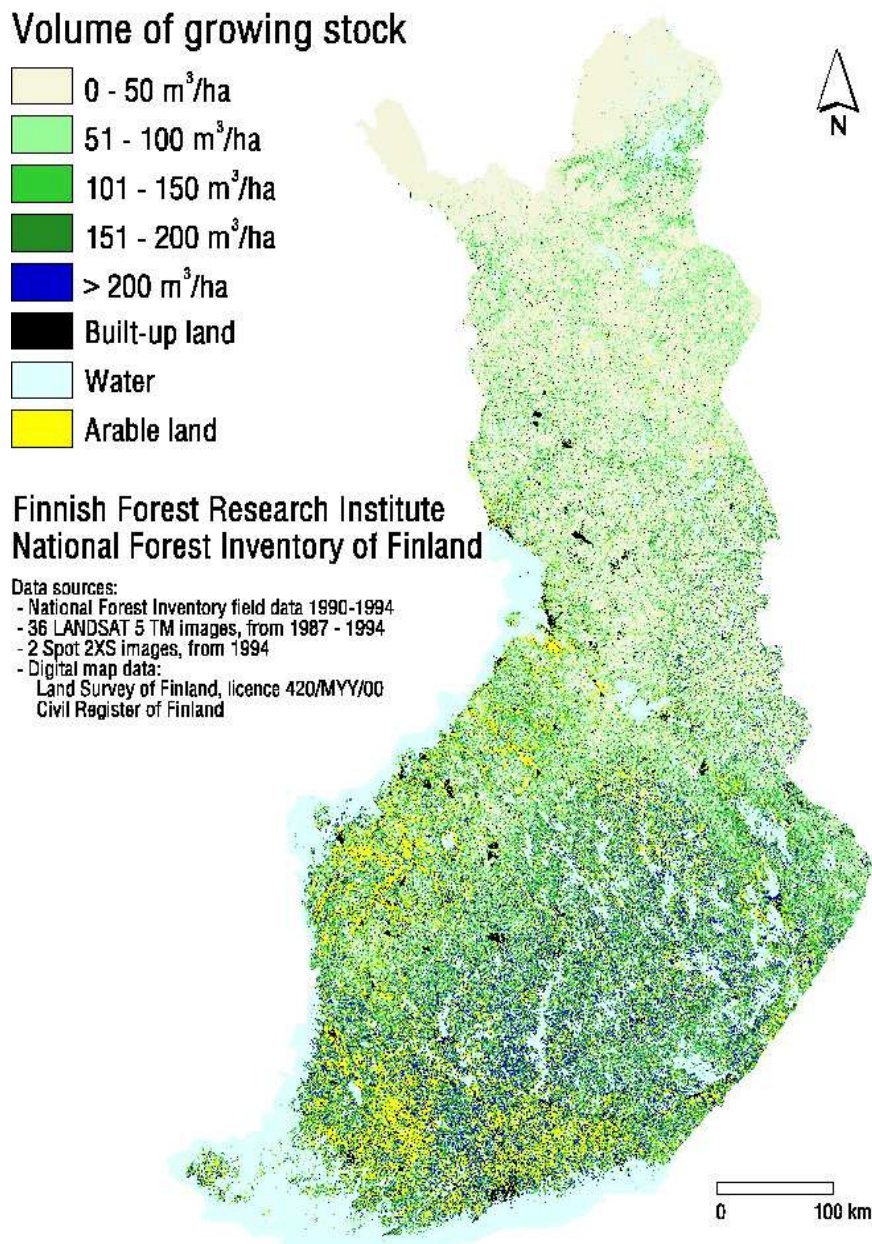 Volume of growing stock
0 - 50 m³/ha
51 - 100 m³/ha
101 - 150 m³/ha
151 - 200 m³/ha
> 200 m³/ha
Built-up land
Water
Arable land
N
Finnish Forest Research Institute
National Forest Inventory of Finland
Data sources:
- National Forest Inventory field data 1990-1994
- 36 LANDSAT 5 TM images, from 1987 - 1994
- 2 Spot 2XS images, from 1994
- Digital map data:
Land Survey of Finland, licence 420/MYY/00
Civil Register of Finland
0 100 km